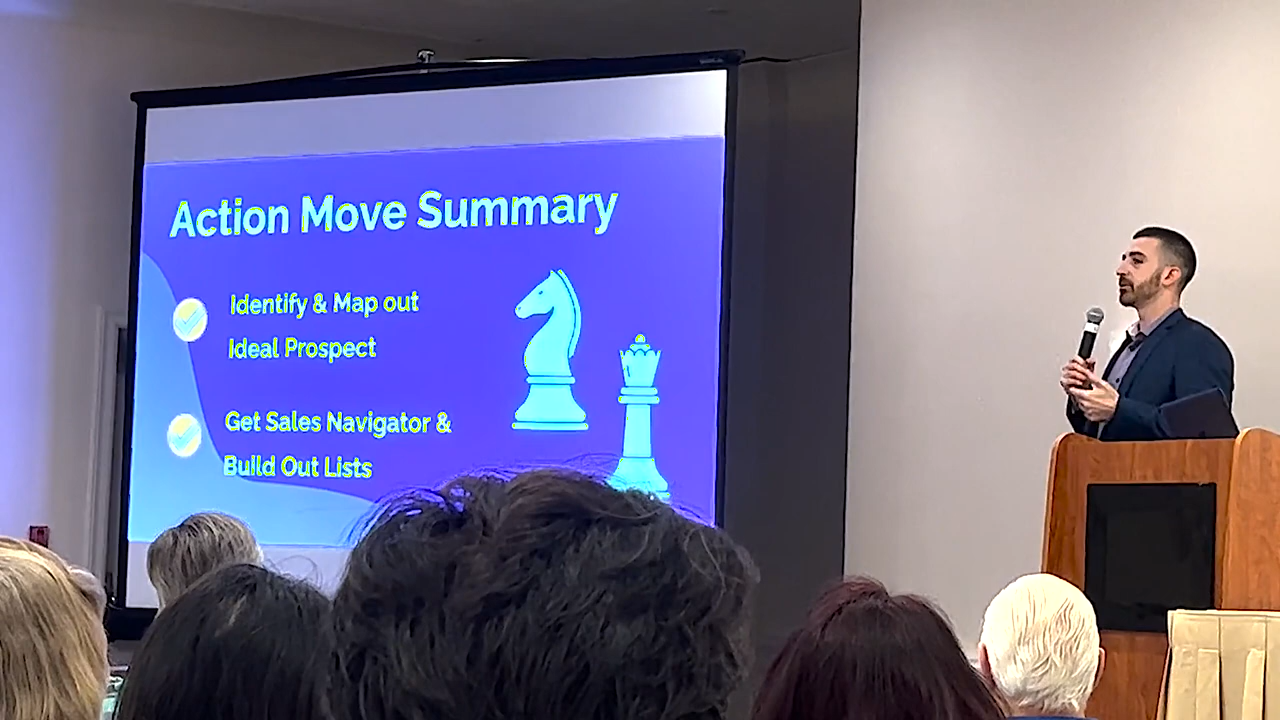 Action Move Summary
Identify & Map out
Ideal Prospect
Get Sales Navigator &
Build Out Lists